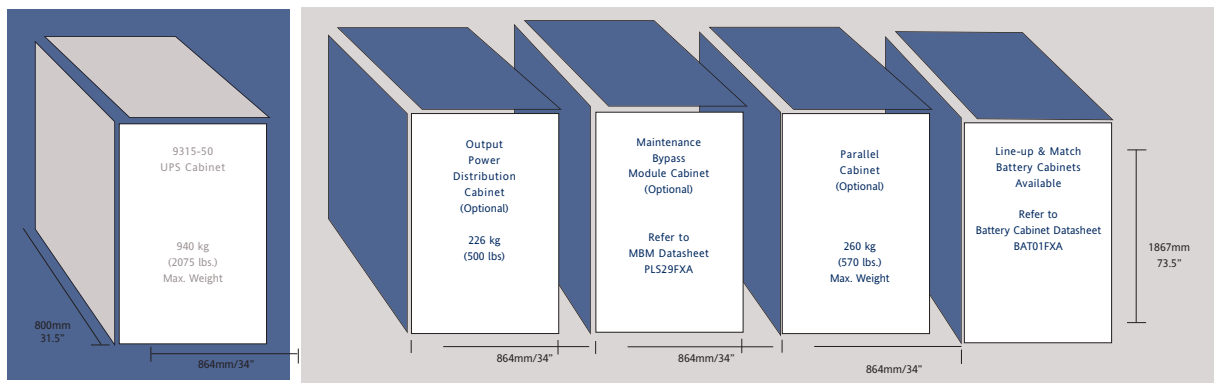 9315-50
UPS Cabinet
940 kg
(2075 lbs.)
Max. Weight
800mm
31.5”
864mm/34”
Output
Power
Distribution
Cabinet
(Optional)
226 kg
(500 lbs)
864mm/34”
Maintenance
Bypass
Module Cabinet
(Optional)
Refer to
MBM Datasheet
PLS29FXA
864mm/34”
Parallel
Cabinet
(Optional)
260 kg
(570 lbs.)
Max. Weight
864mm/34”
Line-up & Match
Battery Cabinets
Available
Refer to
Battery Cabinet Datasheet
BAT01FXA
1867mm
73.5”